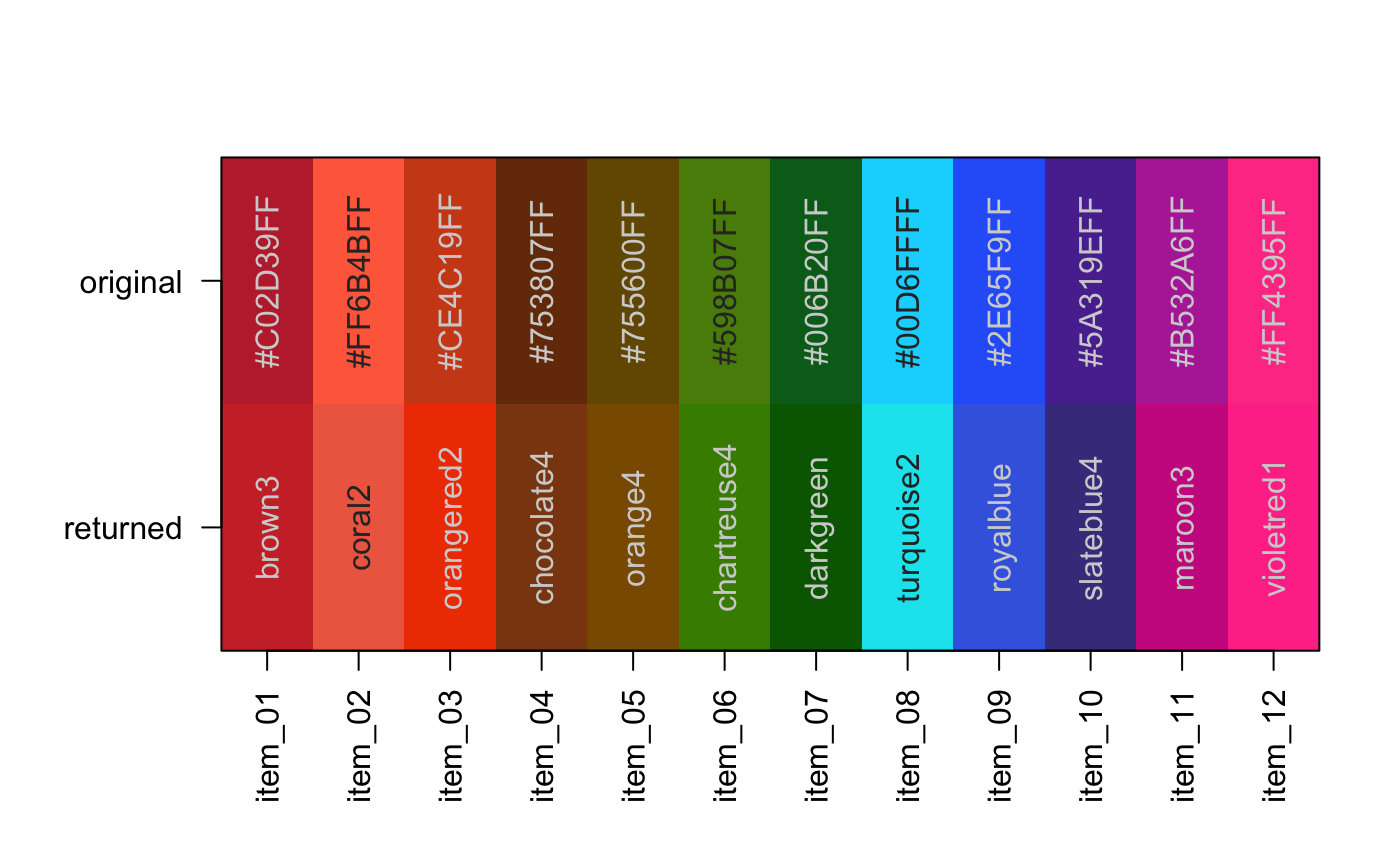 original
#C02D39FF
#FF6B4BFF
#CE4C19FF
#753807FF
#755600FF
#598B07FF
#006B20FF
#00D6FFFF
#2E65F9FF
#5A319EFF
#B532A6FF
#FF4395FF
returned
brown3
coral2
orangered2
chocolate4
orange4
chartreuse4
darkgreen
turquoise2
royalblue
slateblue4
maroon3
violetred1
item_01
item_02
item_03
item_04
item_05
item_06
item_07
item_08
item_09
item_10
item_11
item_12